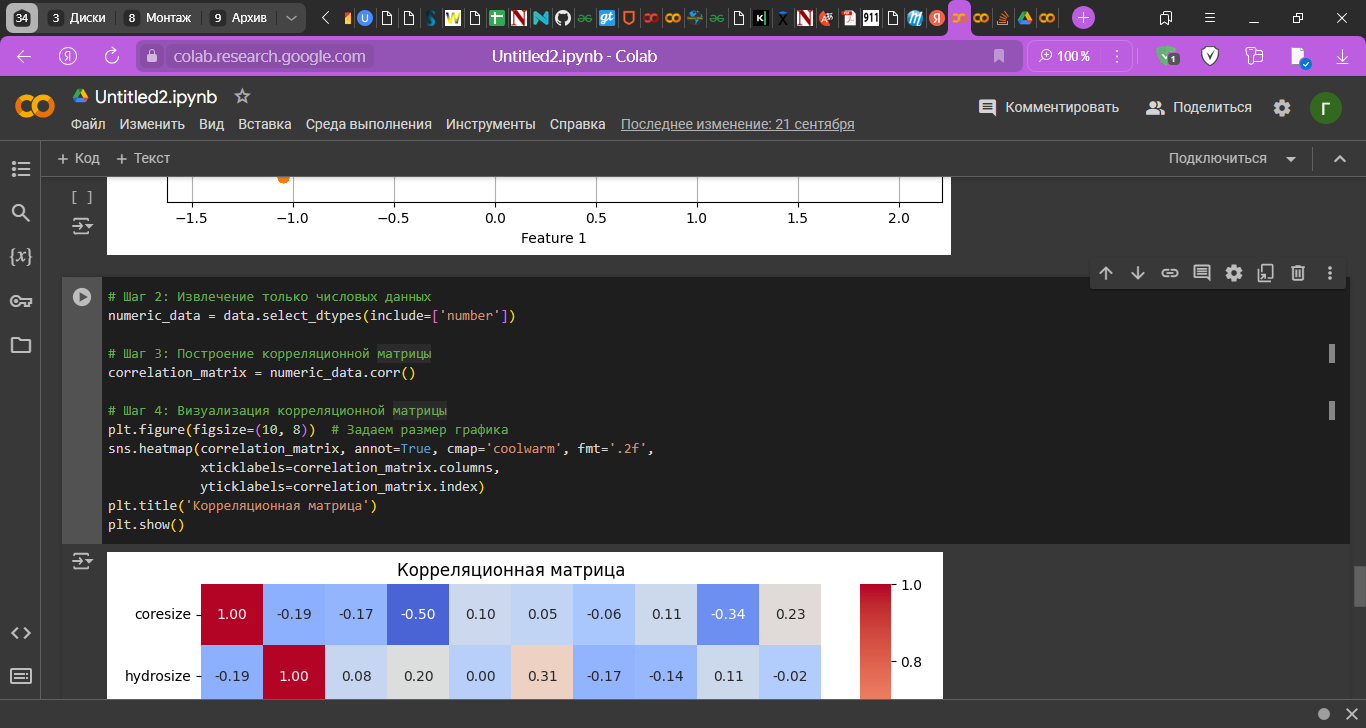 34 3 Диски 8 Монтаж 9 Архив
colab.research.google.com Untitled2.ipynb - Colab 100% 1
Untitled2.ipynb
Файл Изменить Вид Вставка Среда выполнения Инструменты Справка Последнее изменение: 21 сентября
Комментировать Поделиться Г
+ Код + Текст Подключиться
[ ]
−1.5 −1.0 −0.5 0.0 0.5 1.0 1.5 2.0
Feature 1
# Шаг 2: Извлечение только числовых данных
numeric_data = data.select_dtypes(include=['number'])
# Шаг 3: Построение корреляционной матрицы
correlation_matrix = numeric_data.corr()
# Шаг 4: Визуализация корреляционной матрицы
plt.figure(figsize=(10, 8))  # Задаем размер графика
sns.heatmap(correlation_matrix, annot=True, cmap='coolwarm', fmt='.2f',
            xticklabels=correlation_matrix.columns,
            yticklabels=correlation_matrix.index)
plt.title('Корреляционная матрица')
plt.show()
Корреляционная матрица
coresize 1.00 -0.19 -0.17 -0.50 0.10 0.05 -0.06 0.11 -0.34 0.23 1.0
hydrosize -0.19 1.00 0.08 0.20 0.00 0.31 -0.17 -0.14 0.11 -0.02 0.8